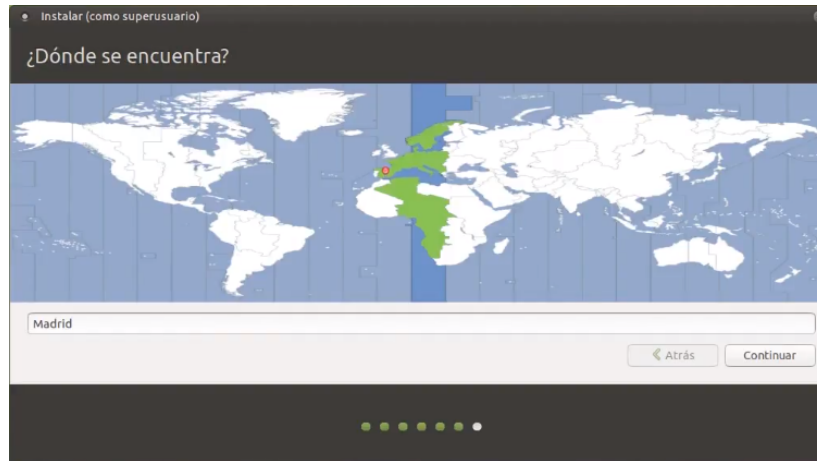 Instalar (como superusuario)
¿Dónde se encuentra?
Madrid
Atrás
Continuar